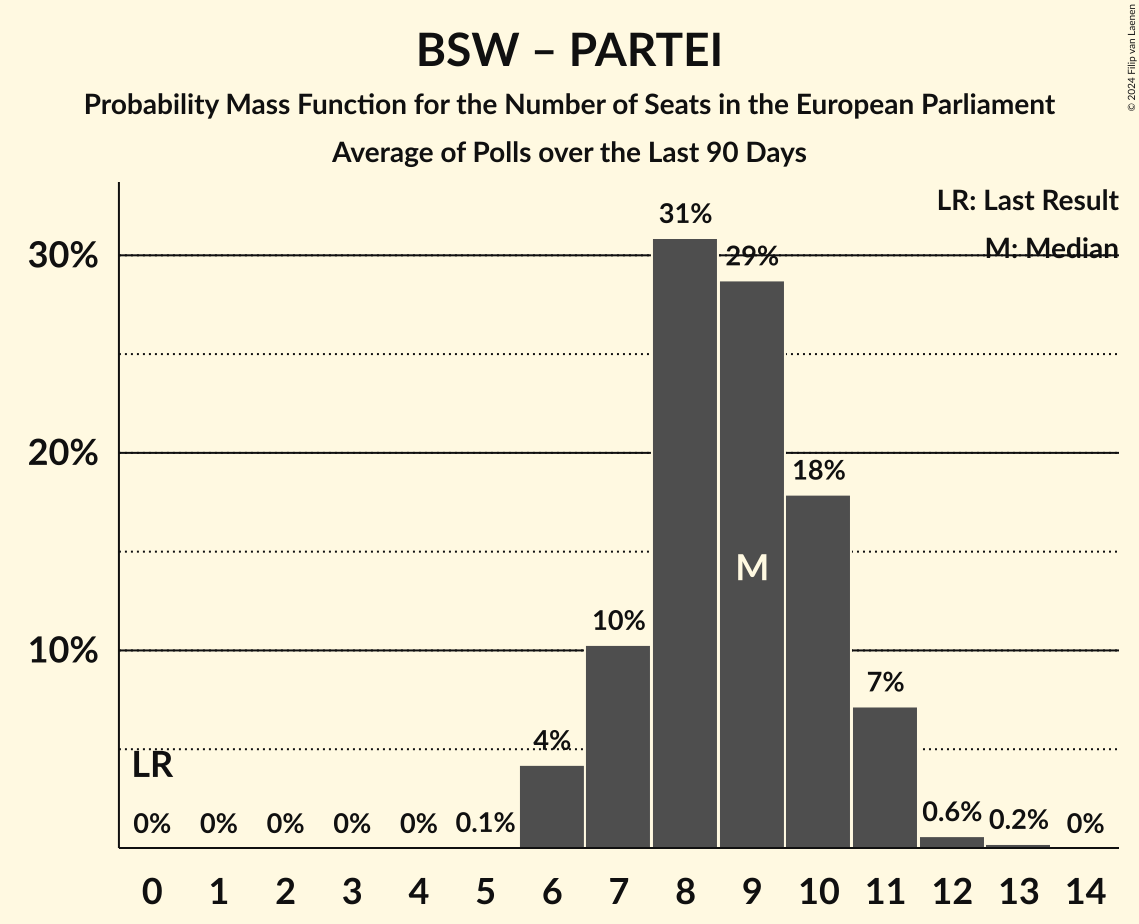 BSW – PARTEI
Probability Mass Function for the Number of Seats in the European Parliament
Average of Polls over the Last 90 Days
© 2024 Filip van Laenen
LR: Last Result
M: Median
31%
30%
29%
20%
18%
M
10%
10%
7%
4%
LR
0% 0% 0% 0% 0% 0.1% 0.6% 0.2% 0%
0 1 2 3 4 5 6 7 8 9 10 11 12 13 14